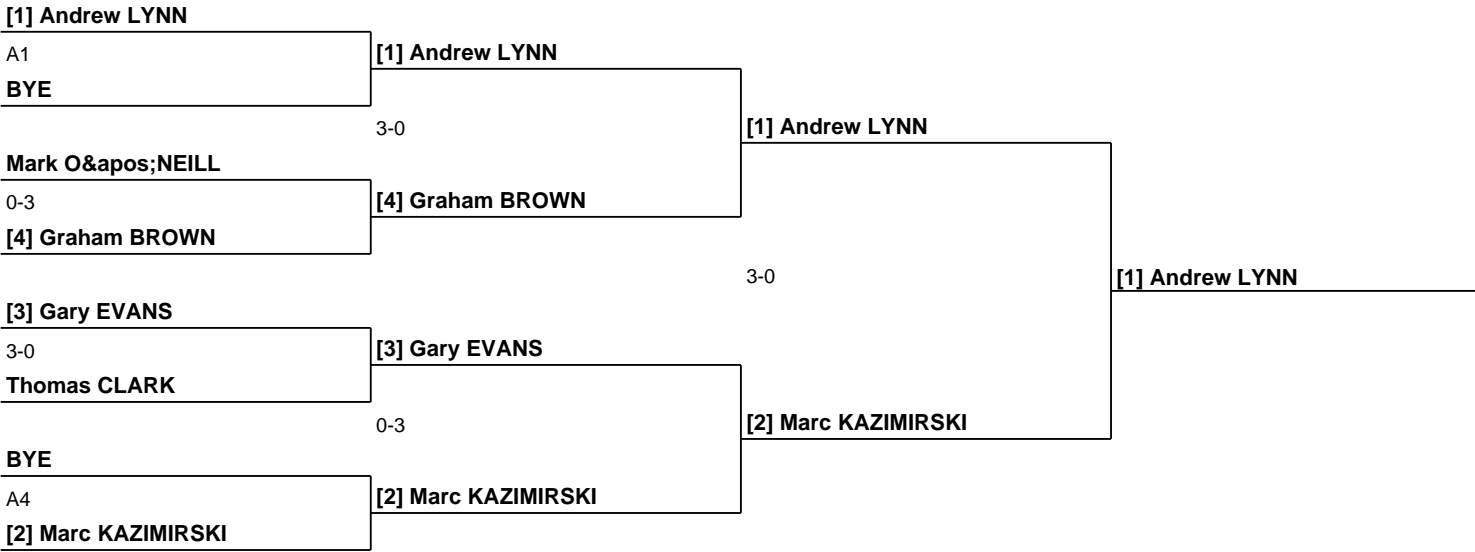 [1] Andrew LYNN
A1
BYE
[1] Andrew LYNN
3-0
Mark O&apos;NEILL
0-3
[4] Graham BROWN
[4] Graham BROWN
[1] Andrew LYNN
3-0
[1] Andrew LYNN
[3] Gary EVANS
3-0
Thomas CLARK
[3] Gary EVANS
0-3
BYE
A4
[2] Marc KAZIMIRSKI
[2] Marc KAZIMIRSKI
[2] Marc KAZIMIRSKI